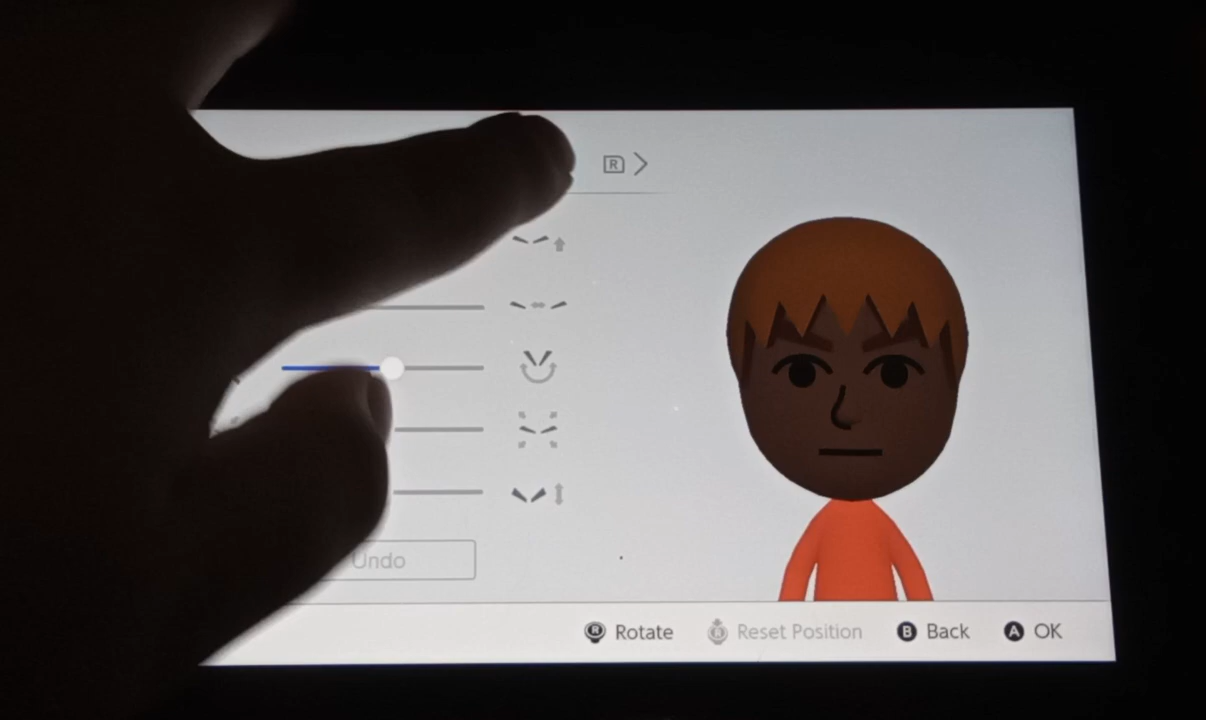 R
Undo
R Rotate
R Reset Position
B Back
A OK